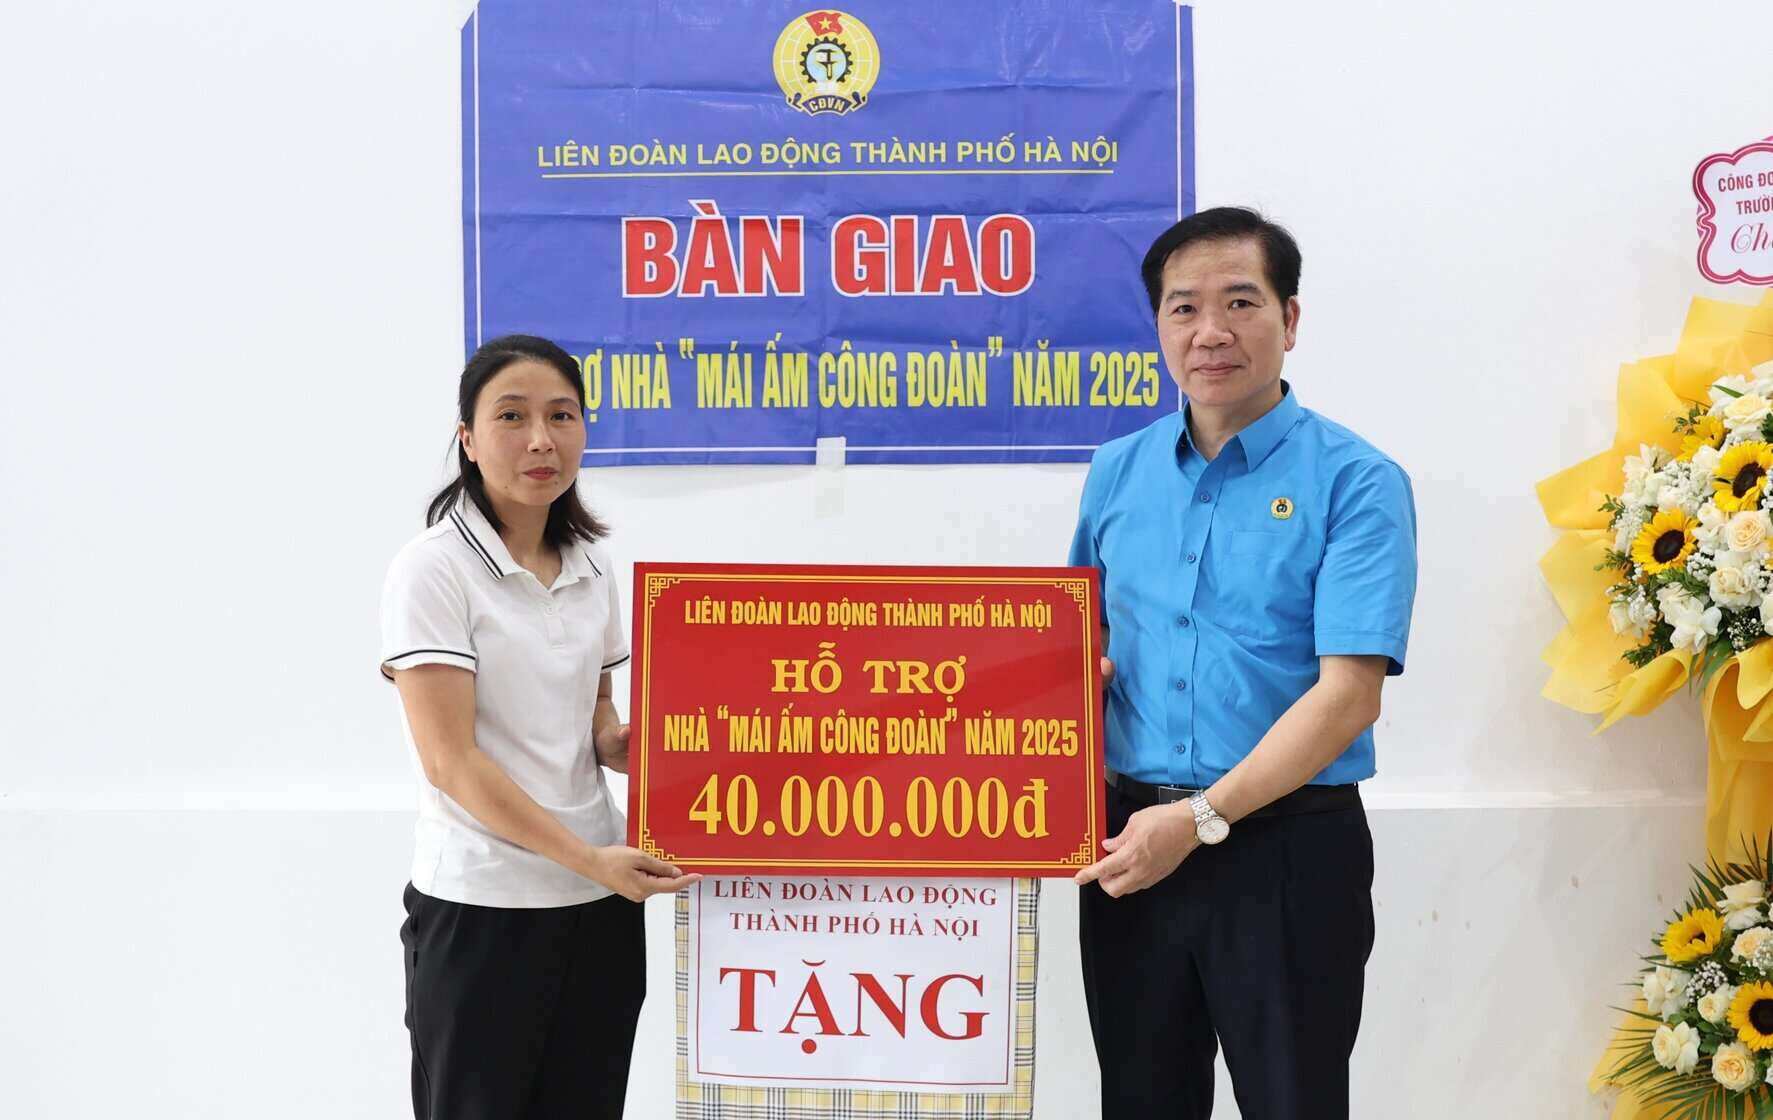 CĐVN
LIÊN ĐOÀN LAO ĐỘNG THÀNH PHỐ HÀ NỘI
BÀN GIAO
NHÀ “MÁI ẤM CÔNG ĐOÀN” NĂM 2025
CÔNG ĐO
TRƯỜ
LIÊN ĐOÀN LAO ĐỘNG THÀNH PHỐ HÀ NỘI
HỖ TRỢ
NHÀ “MÁI ẤM CÔNG ĐOÀN” NĂM 2025
40.000.000đ
LIÊN ĐOÀN LAO ĐỘNG
THÀNH PHỐ HÀ NỘI
TẶNG